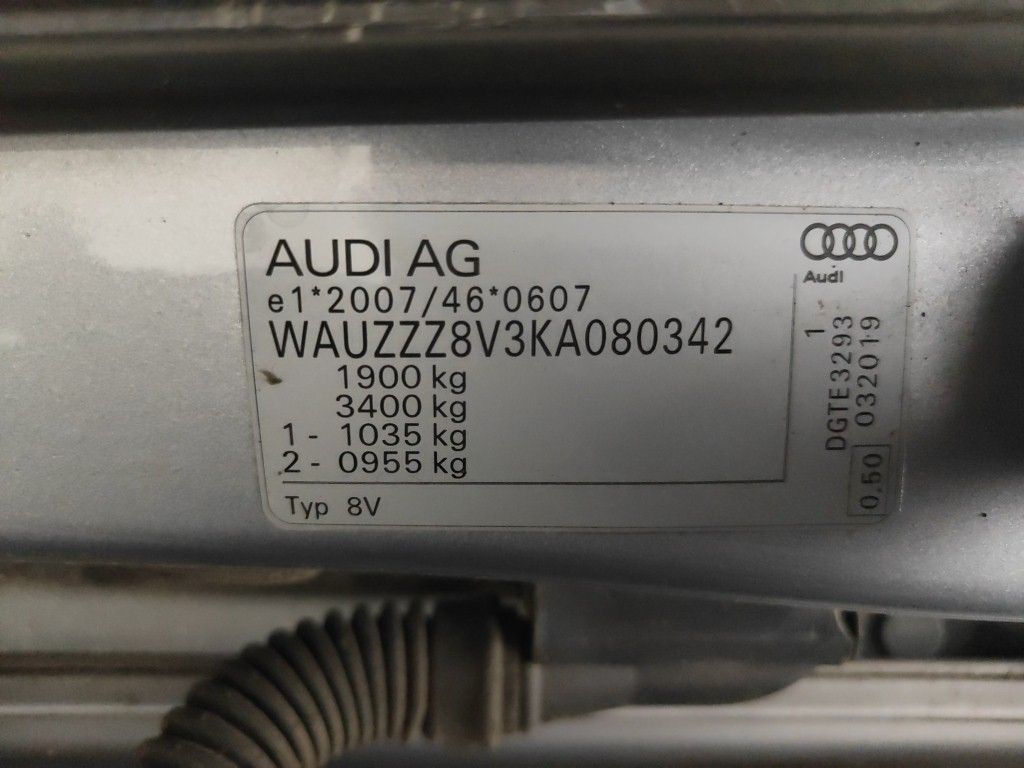 AUDI AG
e1*2007/46*0607
WAUZZZ8V3KA080342
1900 kg
3400 kg
1 - 1035 kg
2 - 0955 kg
Typ 8V
Audi
1
DGTE3293
032019
0,50